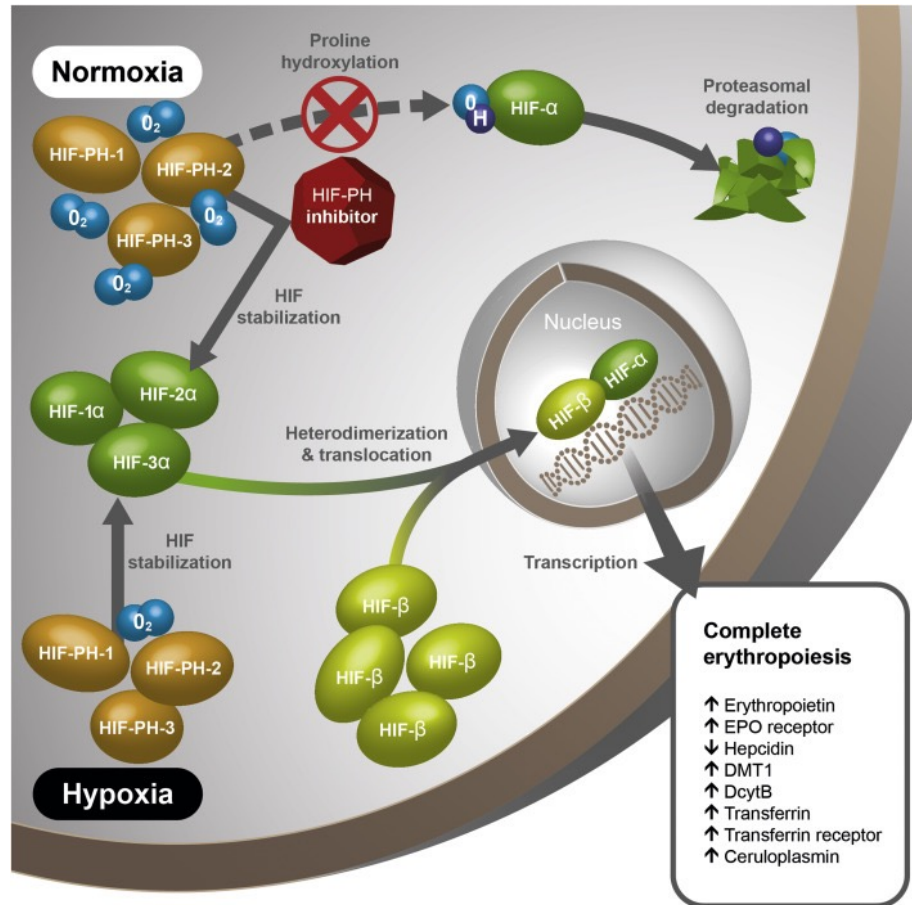 Normoxia
Proline
hydroxylation
O₂
HIF-PH-1
HIF-PH-2
O₂
O₂
HIF-PH-3
O₂
HIF-PH
inhibitor
O
H
HIF-α
Proteasomal
degradation
HIF
stabilization
Nucleus
HIF-β
HIF-α
HIF-1α
HIF-2α
HIF-3α
Heterodimerization
& translocation
HIF
stabilization
Transcription
O₂
HIF-PH-1
HIF-PH-2
HIF-PH-3
HIF-β
HIF-β
HIF-β
HIF-β
Hypoxia
Complete
erythropoiesis
↑ Erythropoietin
↑ EPO receptor
↓ Hepcidin
↑ DMT1
↑ DcytB
↑ Transferrin
↑ Transferrin receptor
↑ Ceruloplasmin